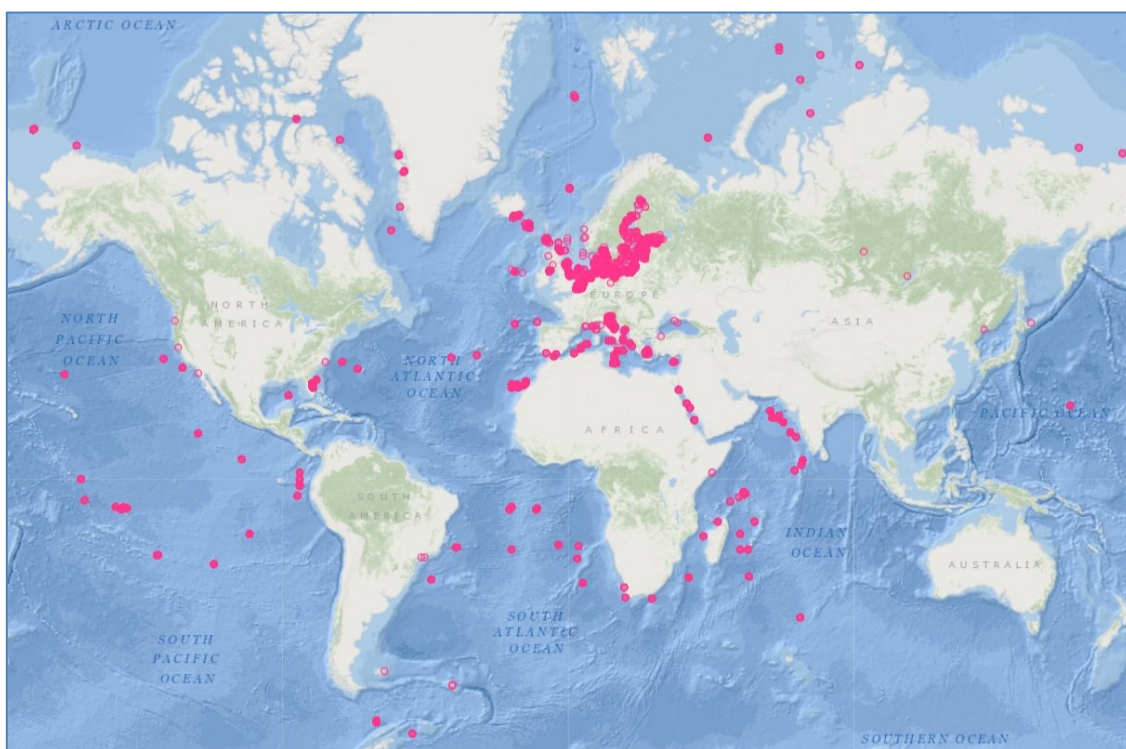 ARCTIC OCEAN
NORTH
AMERICA
NORTH
PACIFIC
OCEAN
EUROPE
ASIA
NORTH
ATLANTIC
OCEAN
AFRICA
PACIFIC OCEAN
SOUTH
AMERICA
INDIAN
OCEAN
AUSTRALIA
SOUTH
PACIFIC
OCEAN
SOUTH
ATLANTIC
OCEAN
SOUTHERN OCEAN